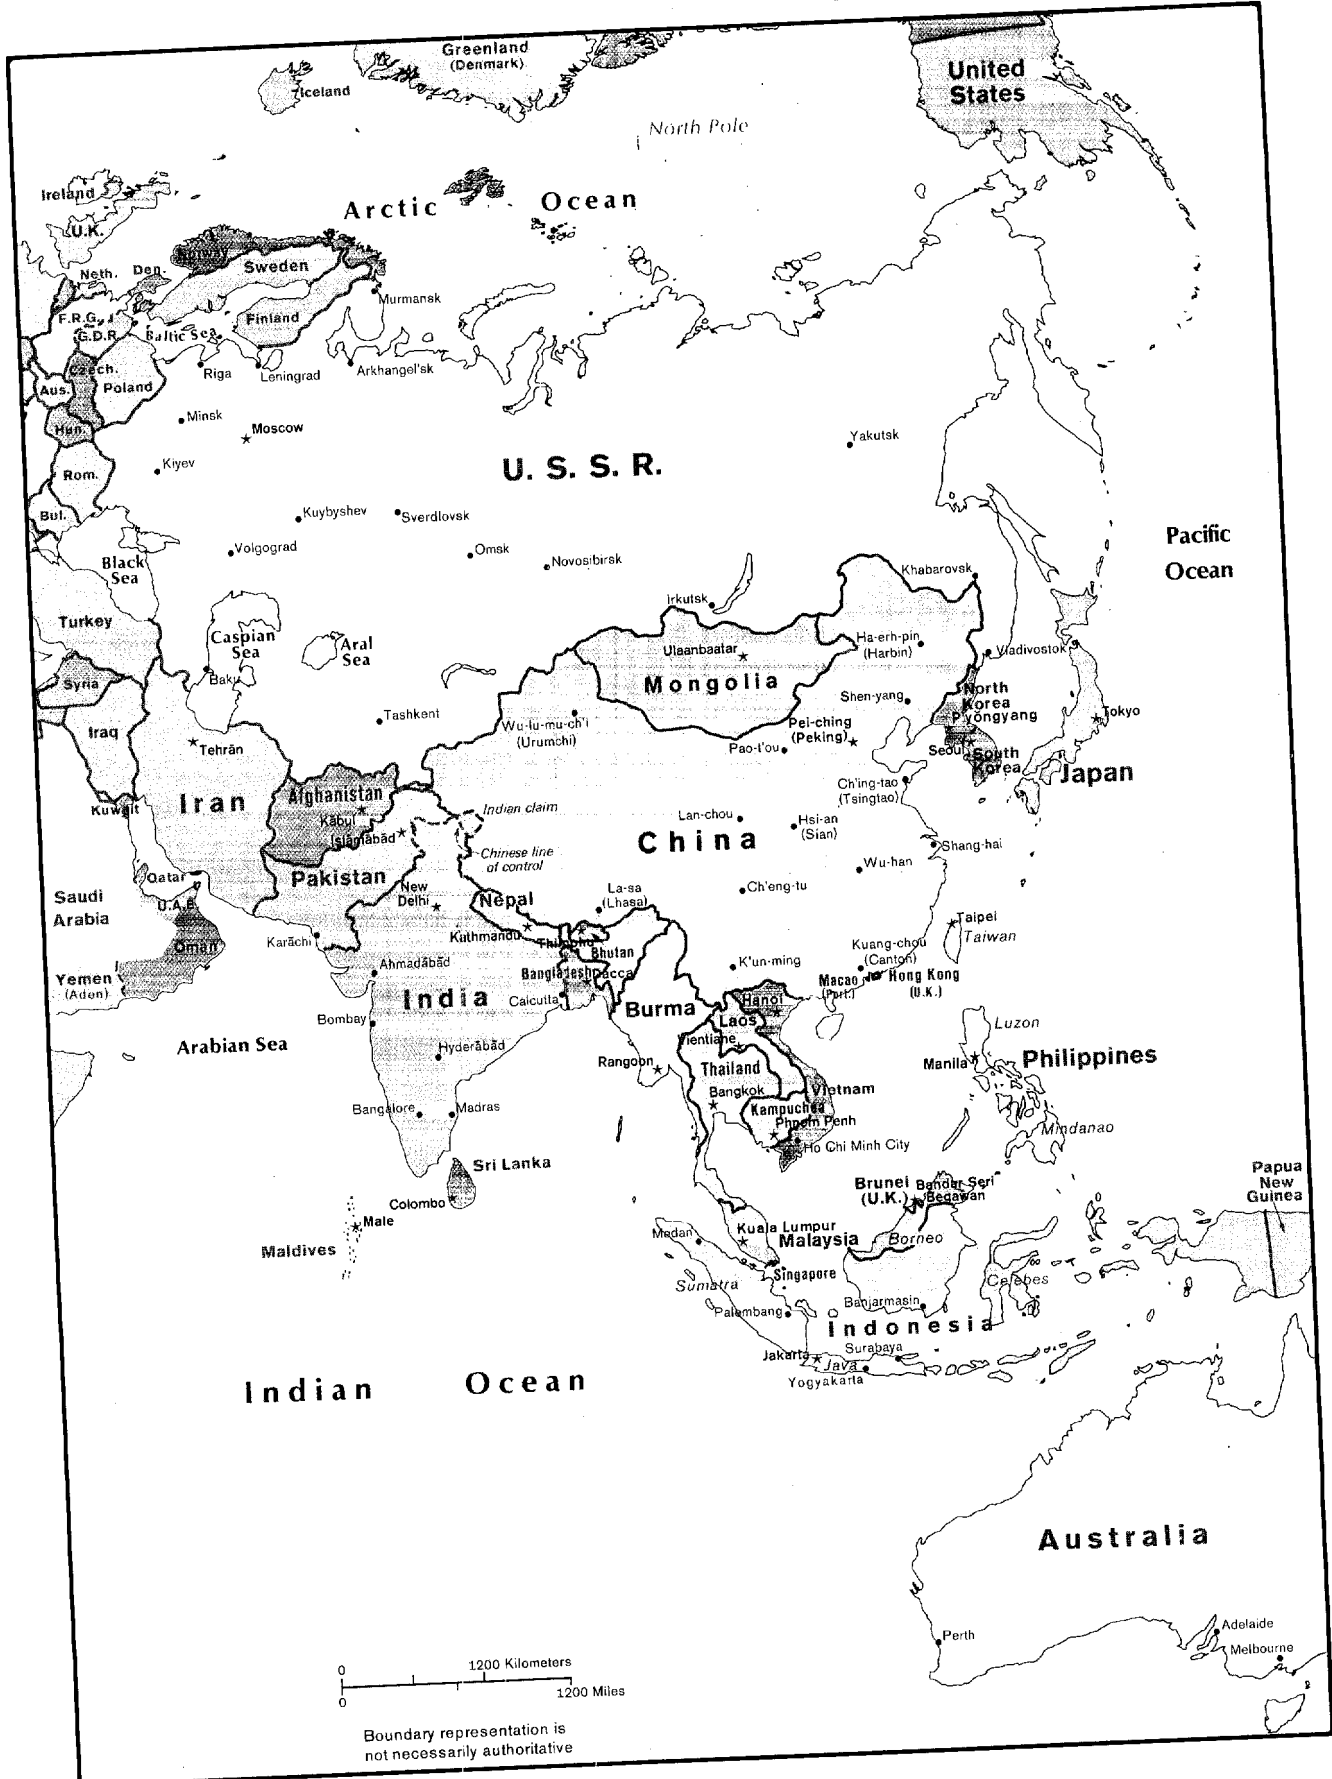 Greenland
(Denmark)
United
States
Iceland
North Pole
Ireland
Arctic Ocean
U.K.
Norway
Sweden
Neth.
Den.
Murmansk
F.R.G.
G.D.R.
Baltic Sea
Finland
Czech.
Riga
Leningrad
Arkhangel'sk
Aus.
Poland
Minsk
Hun.
Moscow
Yakutsk
Kiyev
Rom.
U. S. S. R.
Bul.
Kuybyshev
Sverdlovsk
Volgograd
Omsk
Novosibirsk
Pacific
Ocean
Black
Sea
Khabarovsk
Irkutsk
Turkey
Caspian
Sea
Aral
Sea
Ulaanbaatar
Ha-erh-pin
(Harbin)
Vladivostok
Syria
Baku
Mongolia
Shen-yang
North
Korea
P'yŏngyang
Tokyo
Tashkent
Wu-lu-mu-ch'i
(Urumchi)
Pei-ching
(Peking)
Iraq
Tehrān
Pao-t'ou
Seoul
South
Korea
Japan
Iran
Afghanistan
Ch'ing-tao
(Tsingtao)
Kuwait
Kābul
Indian claim
Lan-chou
Hsi-an
(Sian)
Islāmābād
China
Shang-hai
Chinese line
of control
Wu-han
Qatar
Pakistan
New
Delhi
Nepal
La-sa
(Lhasa)
Ch'eng-tu
Saudi
Arabia
U.A.E.
Taipei
Taiwan
Oman
Karāchi
Kathmandu
Thimphu
Bhutan
Kuang-chou
(Canton)
Yemen
(Aden)
Ahmadābād
Bangladesh
Dacca
K'un-ming
Macao
(Port.)
Hong Kong
(U.K.)
India
Calcutta
Burma
Hanoi
Laos
Luzon
Bombay
Arabian Sea
Hyderābād
Rangoon
Vientiane
Thailand
Manila
Philippines
Bangkok
Vietnam
Bangalore
Madras
Kampuchea
Phnom Penh
Mindanao
Ho Chi Minh City
Sri Lanka
Brunei
(U.K.)
Bandar Seri
Begawan
Papua
New
Guinea
Colombo
Male
Maldives
Medan
Kuala Lumpur
Malaysia
Borneo
Sumatra
Singapore
Celebes
Palembang
Banjarmasin
Indonesia
Jakarta
Java
Surabaya
Yogyakarta
Indian Ocean
Australia
Perth
Adelaide
Melbourne
0 1200 Kilometers
0 1200 Miles
Boundary representation is
not necessarily authoritative